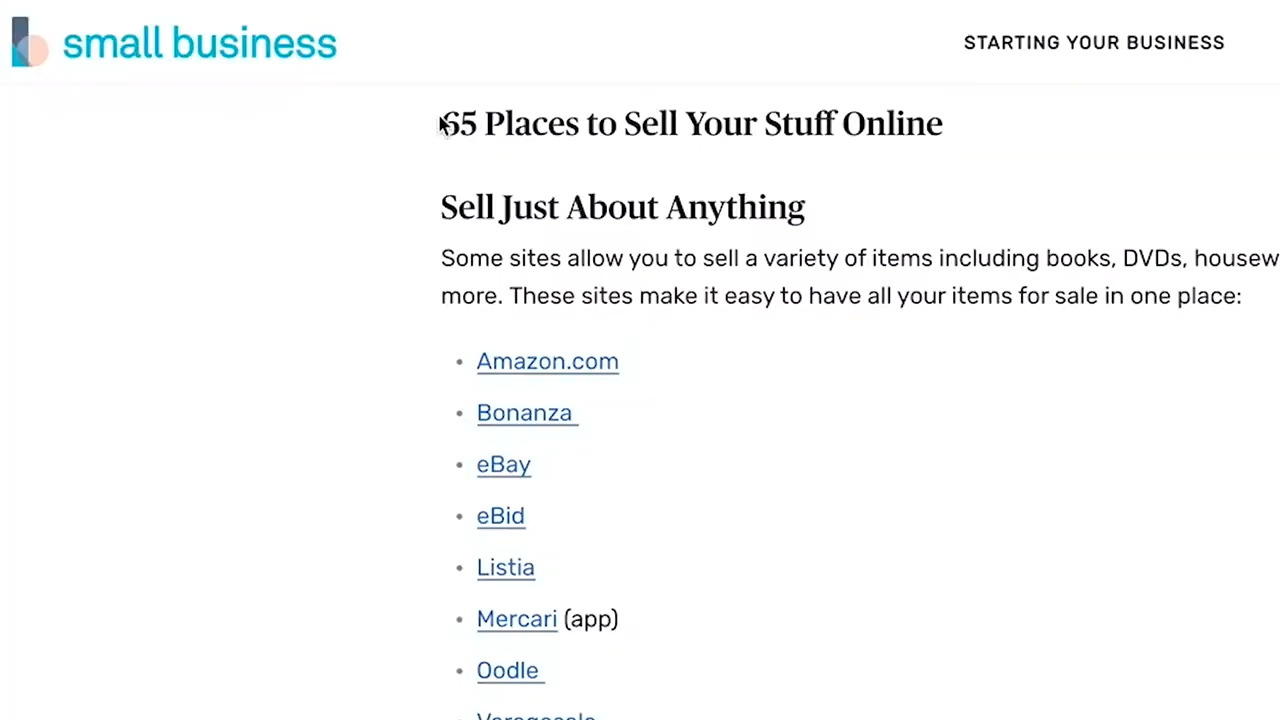 small business
STARTING YOUR BUSINESS
65 Places to Sell Your Stuff Online
Sell Just About Anything
Some sites allow you to sell a variety of items including books, DVDs, housew
more. These sites make it easy to have all your items for sale in one place:
• Amazon.com
• Bonanza
• eBay
• eBid
• Listia
• Mercari (app)
• Oodle